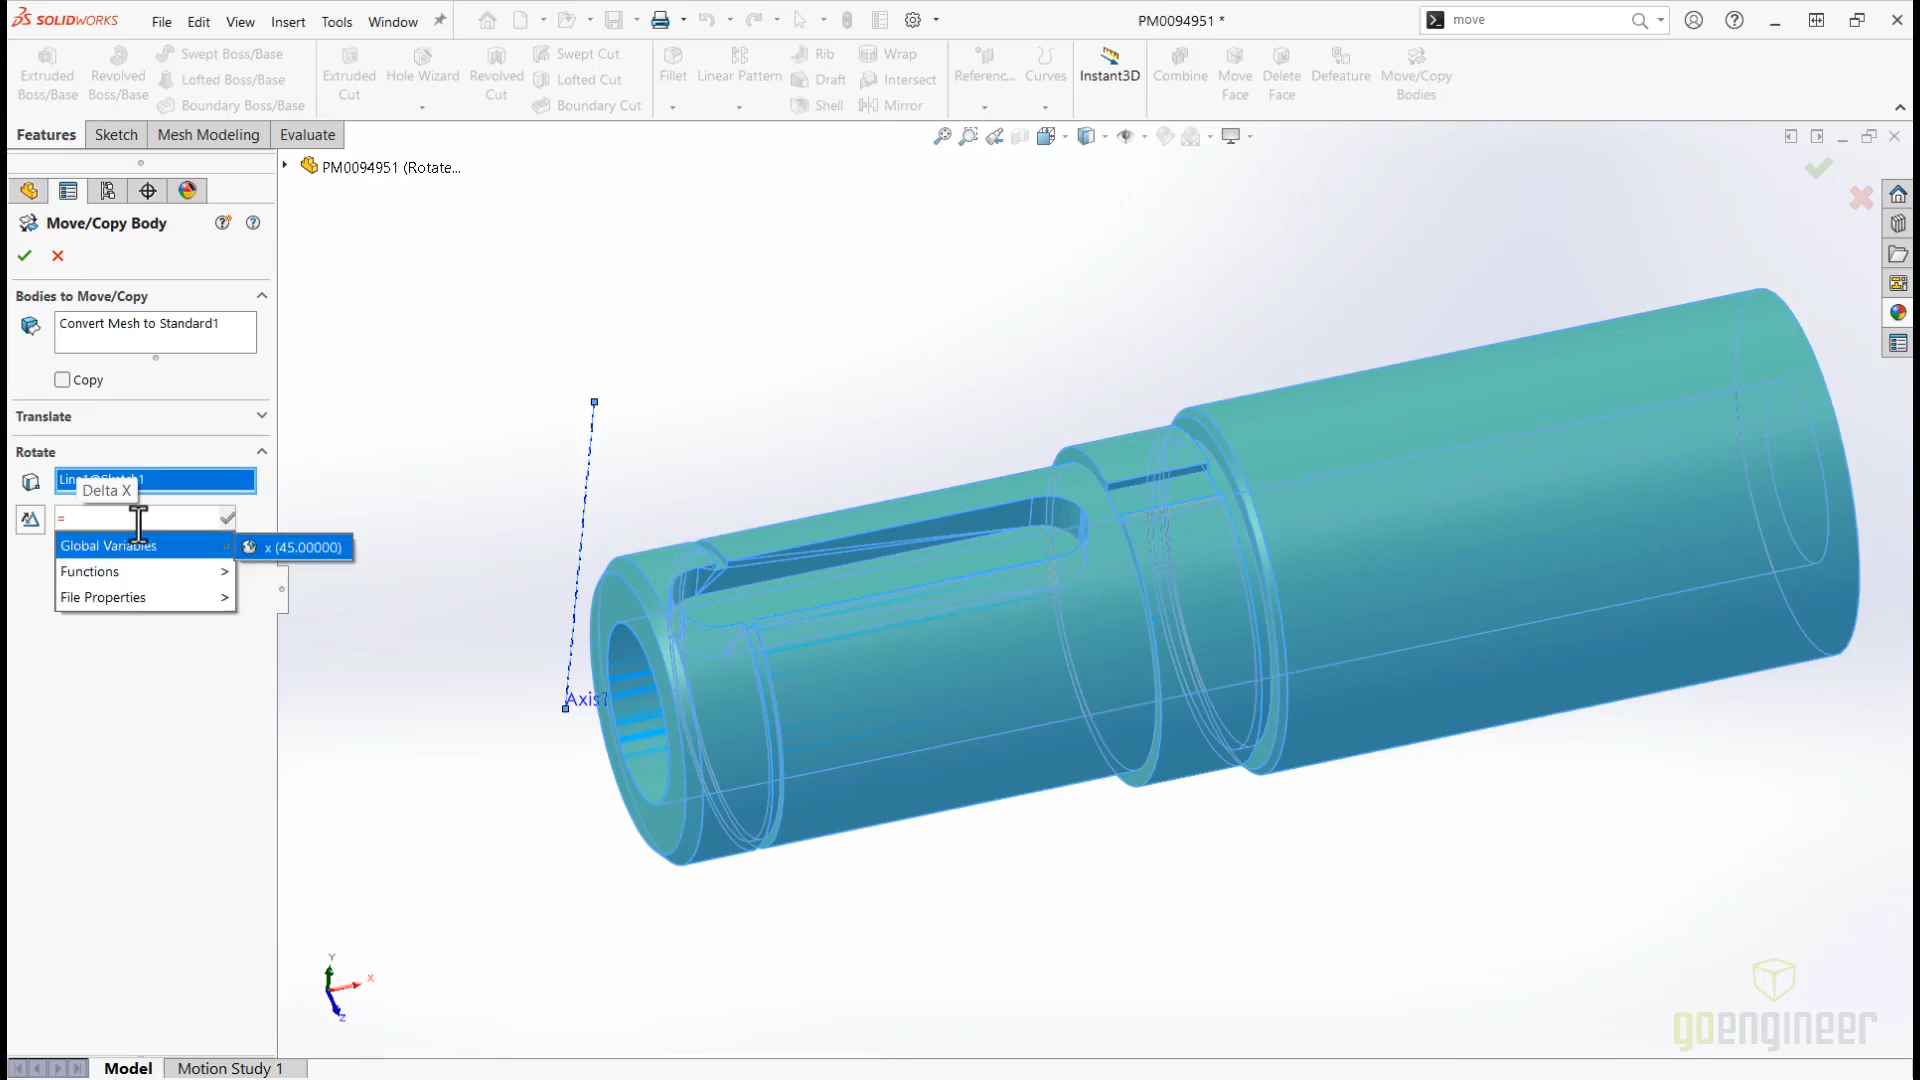 SOLIDWORKS File Edit View Insert Tools Window PM0094951 * move
Extruded Boss/Base
Revolved Boss/Base
Swept Boss/Base
Lofted Boss/Base
Boundary Boss/Base
Extruded Cut
Hole Wizard
Revolved Cut
Swept Cut
Lofted Cut
Boundary Cut
Fillet
Linear Pattern
Rib
Draft
Shell
Wrap
Intersect
Mirror
Referenc...
Curves
Instant3D
Combine
Move Face
Delete Face
Defeature
Move/Copy Bodies
Features Sketch Mesh Modeling Evaluate
PM0094951 (Rotate...
Move/Copy Body
Bodies to Move/Copy
Convert Mesh to Standard1
Copy
Translate
Rotate
Delta X
=
Global Variables
x (45.00000)
Functions >
File Properties >
Axis1
Y
X
Z
goengineer
Model Motion Study 1